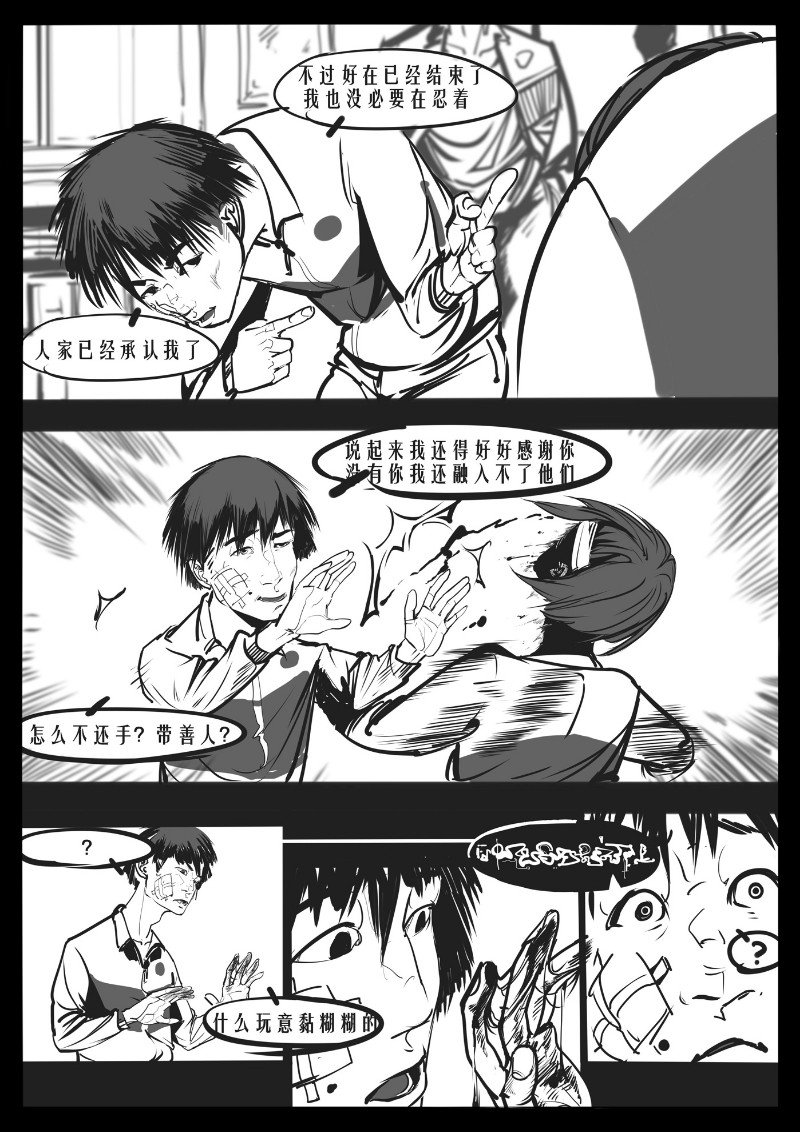 不过好在已经结束了
我也没必要在忍着
人家已经承认我了
说起来我还得好好感谢你
没有你我还融入不了他们
怎么不还手？带善人？
？
什么玩意黏糊糊的
？